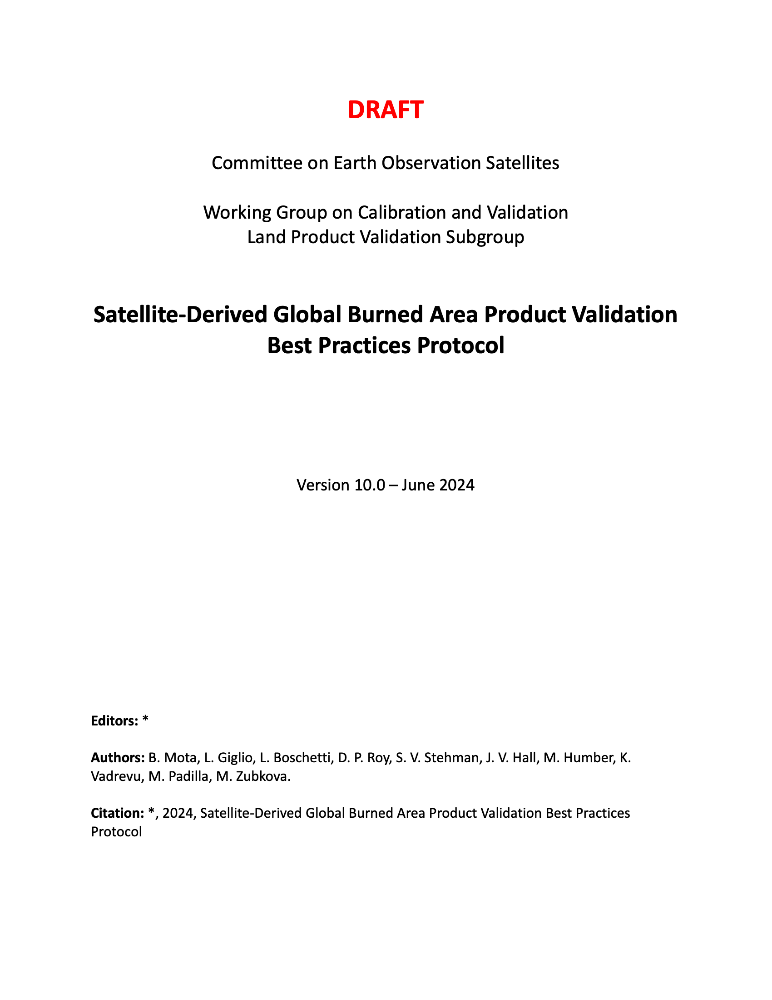 DRAFT
Committee on Earth Observation Satellites
Working Group on Calibration and Validation
Land Product Validation Subgroup
Satellite-Derived Global Burned Area Product Validation
Best Practices Protocol
Version 10.0 – June 2024
Editors: *
Authors: B. Mota, L. Giglio, L. Boschetti, D. P. Roy, S. V. Stehman, J. V. Hall, M. Humber, K.
Vadrevu, M. Padilla, M. Zubkova.
Citation: *, 2024, Satellite-Derived Global Burned Area Product Validation Best Practices
Protocol